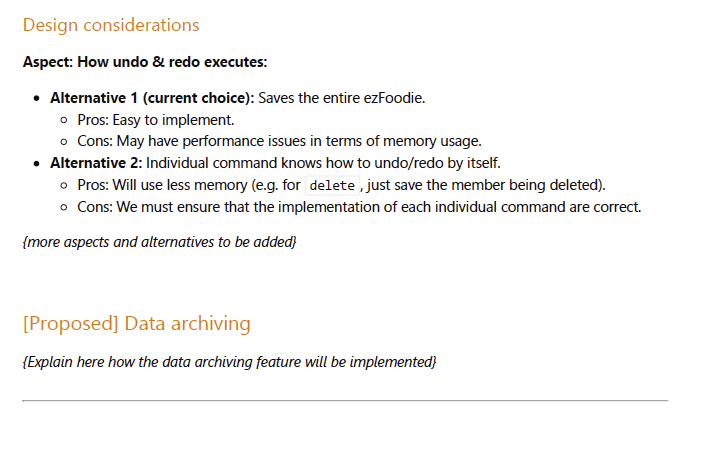 Design considerations
Aspect: How undo & redo executes:
• Alternative 1 (current choice): Saves the entire ezFoodie.
◦ Pros: Easy to implement.
◦ Cons: May have performance issues in terms of memory usage.
• Alternative 2: Individual command knows how to undo/redo by itself.
◦ Pros: Will use less memory (e.g. for delete, just save the member being deleted).
◦ Cons: We must ensure that the implementation of each individual command are correct.
{more aspects and alternatives to be added}
[Proposed] Data archiving
{Explain here how the data archiving feature will be implemented}